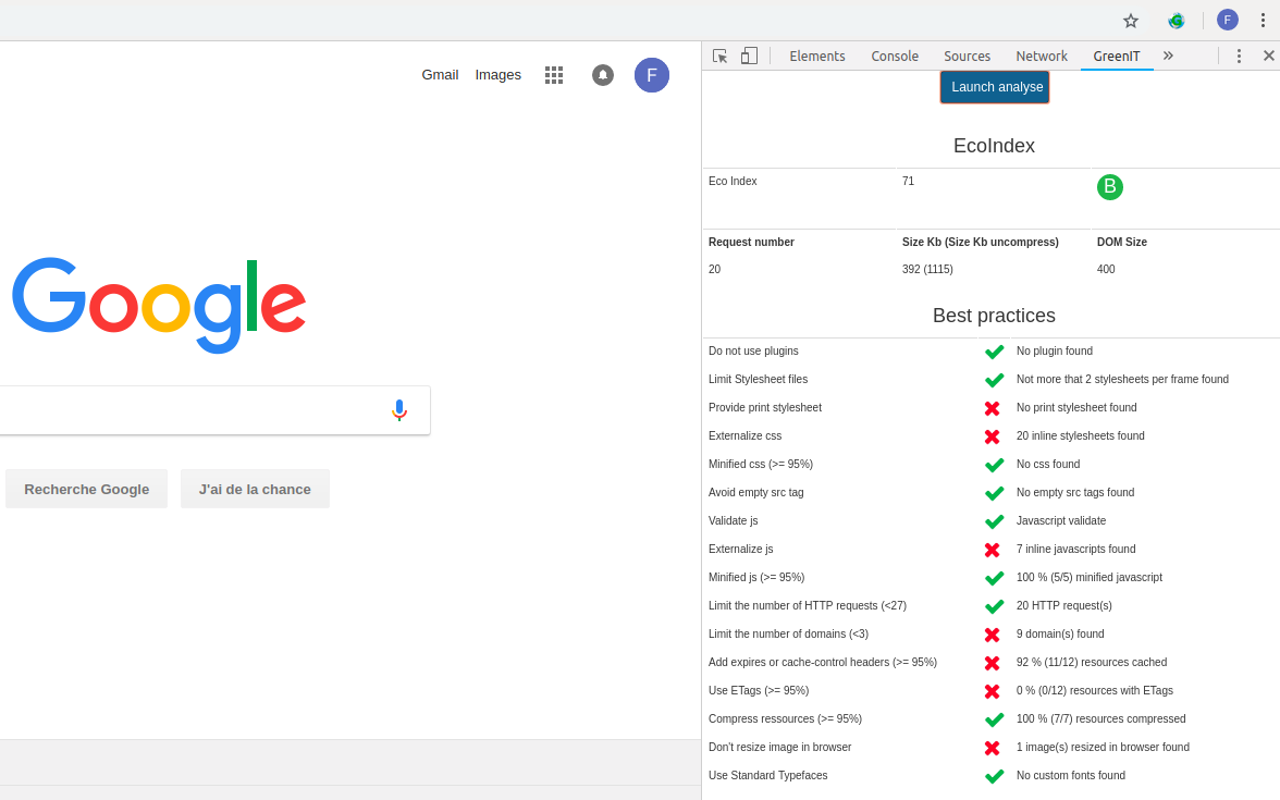 F
Gmail Images F
Google
Recherche Google J'ai de la chance
Elements Console Sources Network GreenIT »
Launch analyse
EcoIndex
Eco Index 71 B
Request number Size Kb (Size Kb uncompress) DOM Size
20 392 (1115) 400
Best practices
Do not use plugins No plugin found
Limit Stylesheet files Not more that 2 stylesheets per frame found
Provide print stylesheet No print stylesheet found
Externalize css 20 inline stylesheets found
Minified css (>= 95%) No css found
Avoid empty src tag No empty src tags found
Validate js Javascript validate
Externalize js 7 inline javascripts found
Minified js (>= 95%) 100 % (5/5) minified javascript
Limit the number of HTTP requests (<27) 20 HTTP request(s)
Limit the number of domains (<3) 9 domain(s) found
Add expires or cache-control headers (>= 95%) 92 % (11/12) resources cached
Use ETags (>= 95%) 0 % (0/12) resources with ETags
Compress ressources (>= 95%) 100 % (7/7) resources compressed
Don't resize image in browser 1 image(s) resized in browser found
Use Standard Typefaces No custom fonts found